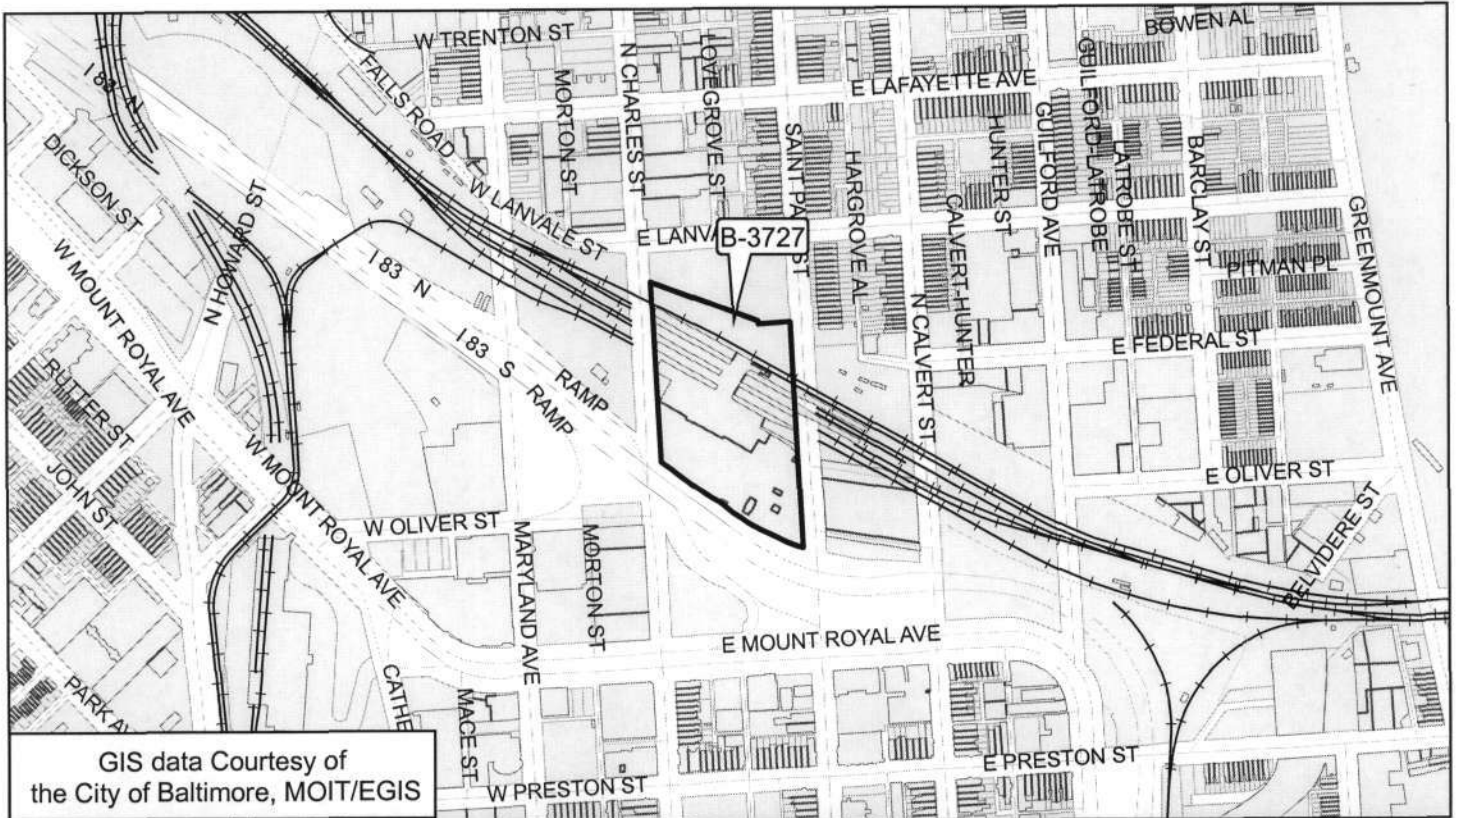 BOWEN AL
W TRENTON ST
N CHARLES ST
LOVEGROVE ST
FALLS ROAD
I 83 N
MORTON ST
E LAFAYETTE AVE
GUILFORD AVE
GUILFORD-LATROBE
LATROBE ST
HUNTER ST
BARCLAY ST
SAINT PA
ST
HARGROVE AL
DICKSON ST
W LANVALE ST
N HOWARD ST
E LANVA
B-3727
CALVERT-HUNTER
GREENMOUNT AVE
PITMAN PL
W MOUNT ROYAL AVE
I 83 N
RAMP
I 83 S RAMP
N CALVERT ST
E FEDERAL ST
RUTTER ST
JOHN ST
W MOUNT ROYAL AVE
E OLIVER ST
W OLIVER ST
BELVIDERE ST
MARYLAND AVE
MORTON ST
E MOUNT ROYAL AVE
PARK AV
CATHE
MACE ST
E PRESTON ST
W PRESTON ST
GIS data Courtesy of
the City of Baltimore, MOIT/EGIS